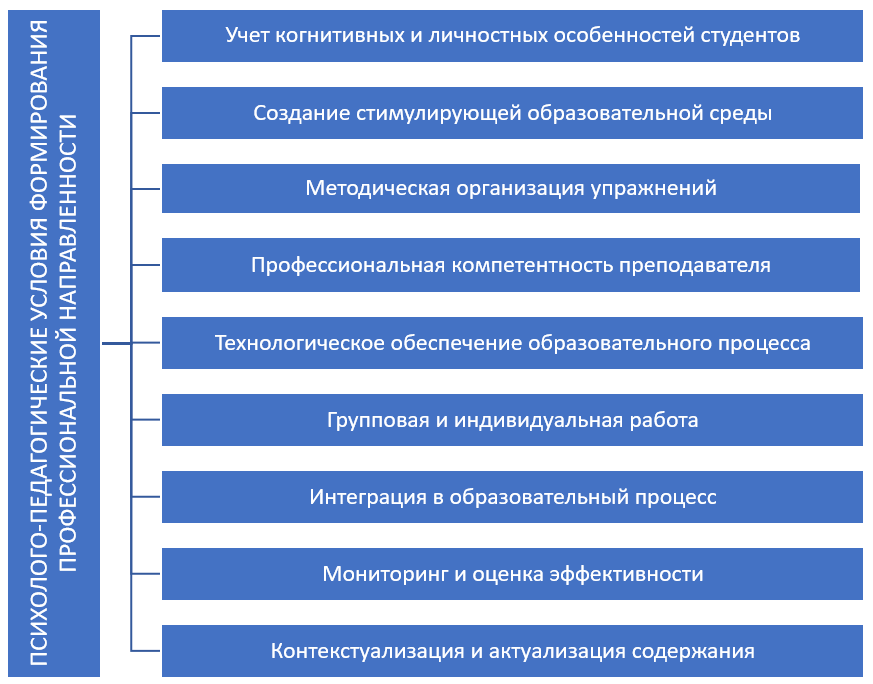 ПСИХОЛОГО-ПЕДАГОГИЧЕСКИЕ УСЛОВИЯ ФОРМИРОВАНИЯ
ПРОФЕССИОНАЛЬНОЙ НАПРАВЛЕННОСТИ
Учет когнитивных и личностных особенностей студентов
Создание стимулирующей образовательной среды
Методическая организация упражнений
Профессиональная компетентность преподавателя
Технологическое обеспечение образовательного процесса
Групповая и индивидуальная работа
Интеграция в образовательный процесс
Мониторинг и оценка эффективности
Контекстуализация и актуализация содержания